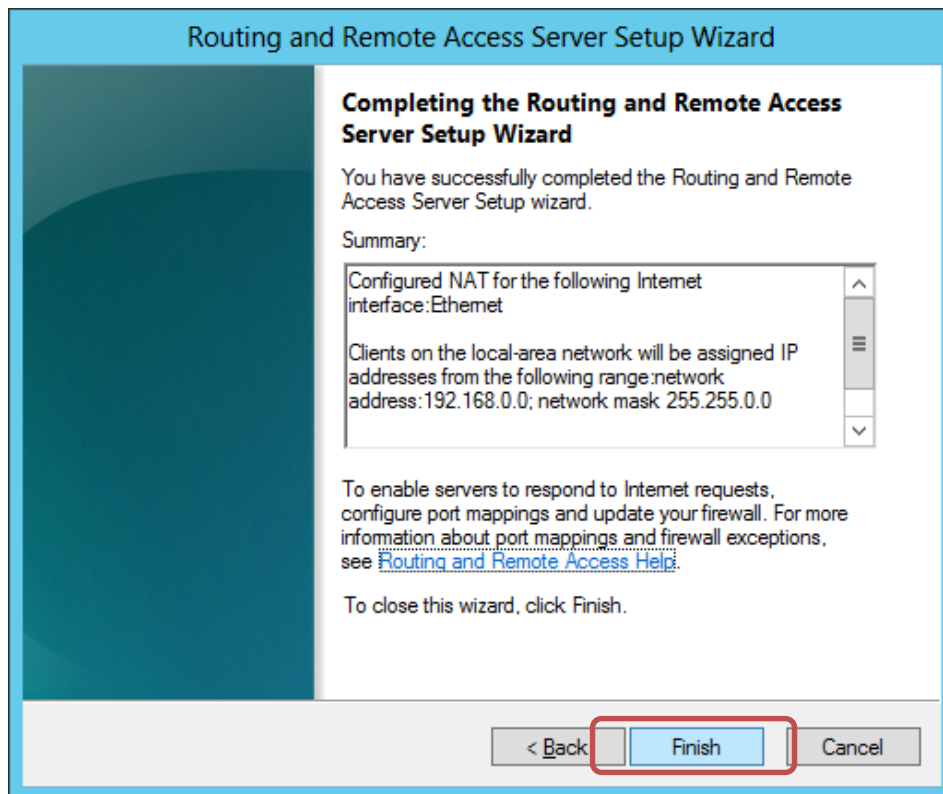 Routing and Remote Access Server Setup Wizard
Completing the Routing and Remote Access
Server Setup Wizard
You have successfully completed the Routing and Remote
Access Server Setup wizard.
Summary:
Configured NAT for the following Internet
interface:Ethernet
Clients on the local-area network will be assigned IP
addresses from the following range:network
address:192.168.0.0; network mask 255.255.0.0
To enable servers to respond to Internet requests,
configure port mappings and update your firewall. For more
information about port mappings and firewall exceptions,
see Routing and Remote Access Help.
To close this wizard, click Finish.
< Back
Finish
Cancel